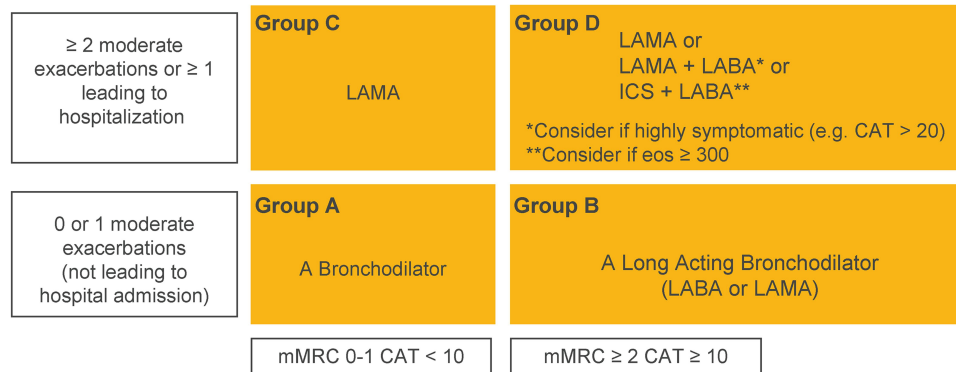 ≥ 2 moderate
exacerbations or ≥ 1
leading to
hospitalization
Group C
LAMA
Group D
LAMA or
LAMA + LABA* or
ICS + LABA**
*Consider if highly symptomatic (e.g. CAT > 20)
**Consider if eos ≥ 300
0 or 1 moderate
exacerbations
(not leading to
hospital admission)
Group A
A Bronchodilator
Group B
A Long Acting Bronchodilator
(LABA or LAMA)
mMRC 0-1 CAT < 10
mMRC ≥ 2 CAT ≥ 10